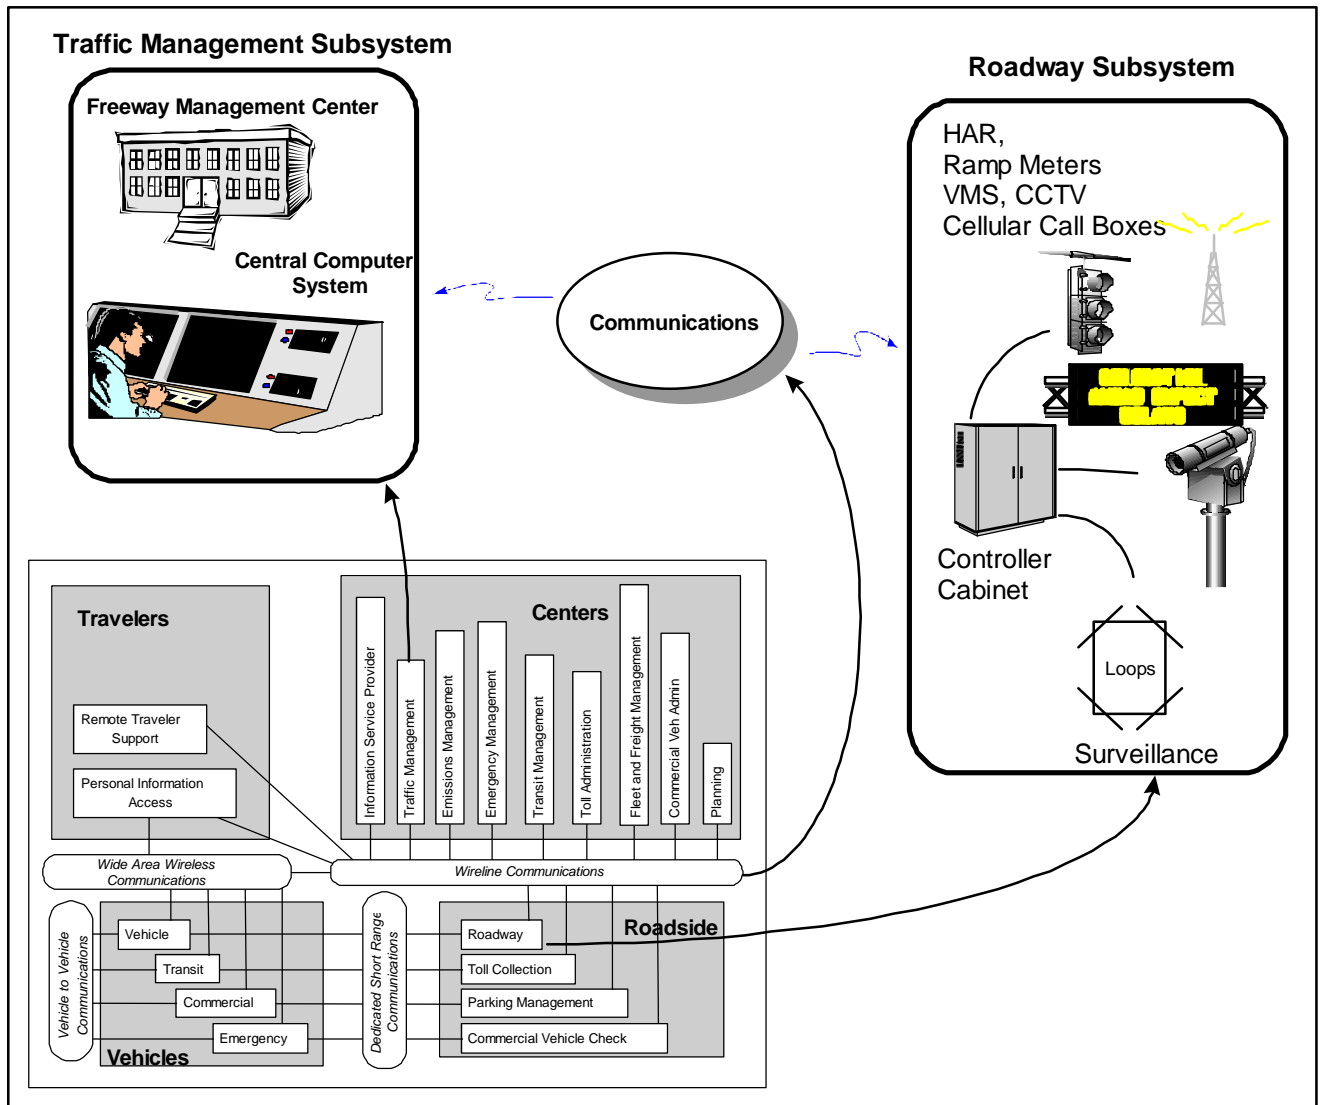 Traffic Management Subsystem
Freeway Management Center
Central Computer
System
Communications
Roadway Subsystem
HAR,
Ramp Meters
VMS, CCTV
Cellular Call Boxes
Controller
Cabinet
Loops
Surveillance
Travelers
Remote Traveler
Support
Personal Information
Access
Centers
Information Service Provider
Traffic Management
Emissions Management
Emergency Management
Transit Management
Toll Administration
Fleet and Freight Management
Commercial Veh Admin
Planning
Wide Area Wireless
Communications
Wireline Communications
Vehicle to Vehicle
Communications
Vehicle
Transit
Commercial
Emergency
Vehicles
Dedicated Short Range
Communications
Roadside
Roadway
Toll Collection
Parking Management
Commercial Vehicle Check